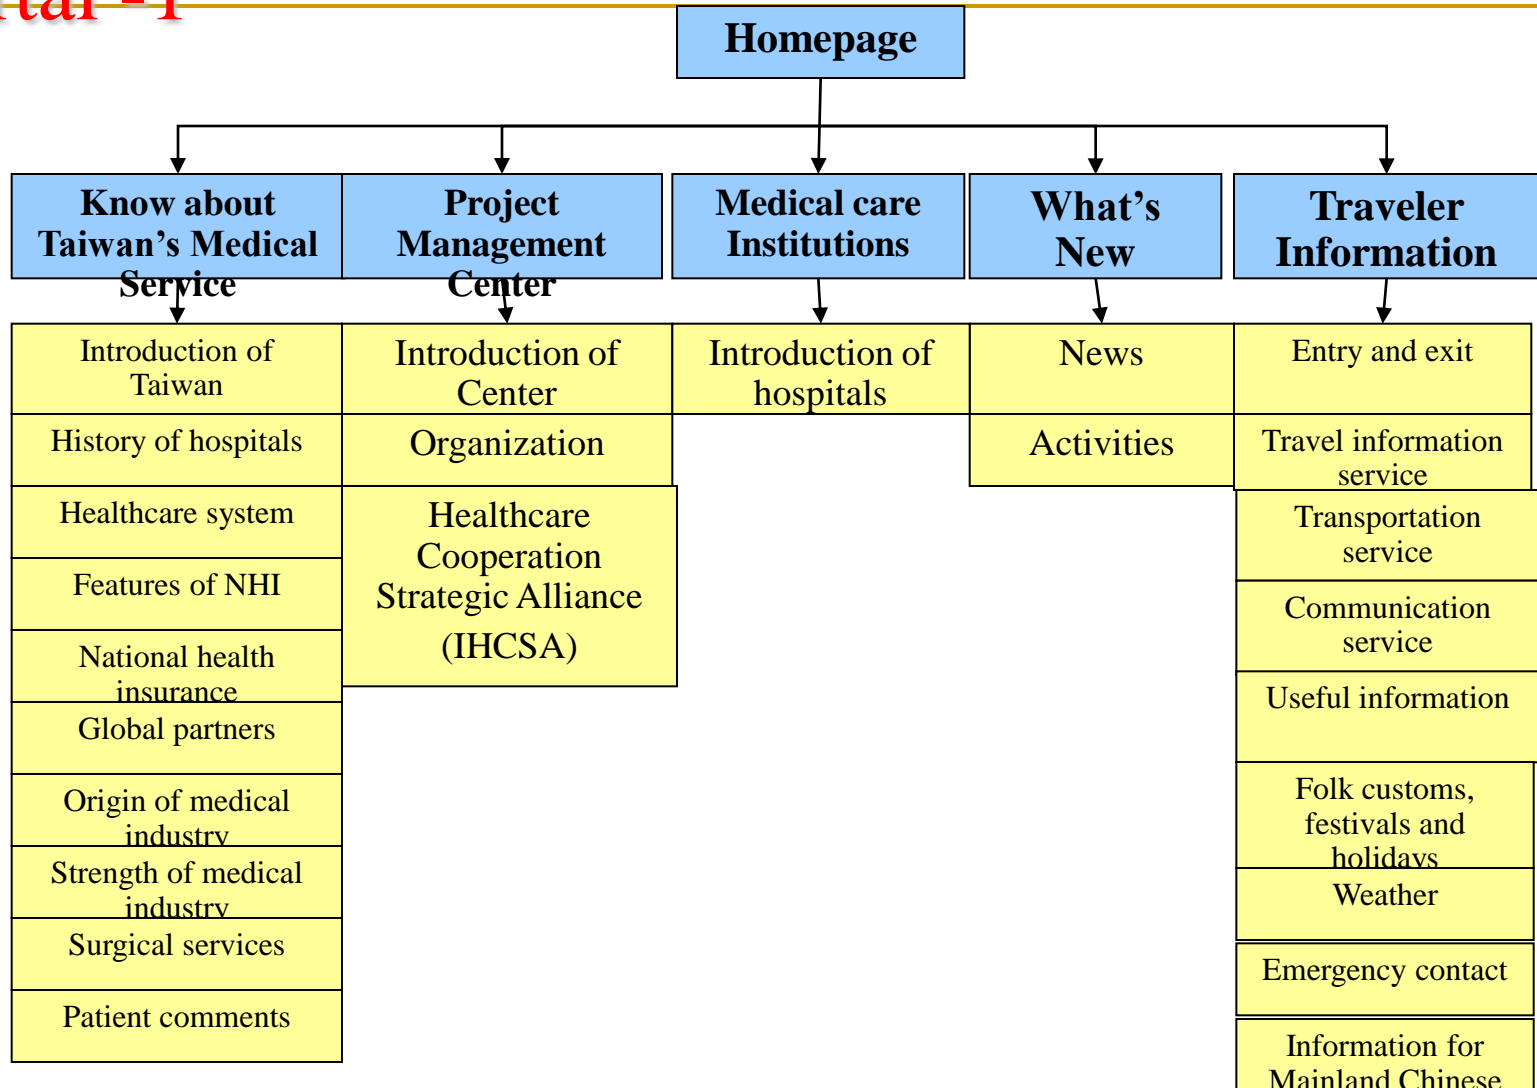 Homepage
Know about
Taiwan's Medical
Service
Project
Management
Center
Medical care
Institutions
What's
New
Traveler
Information
Introduction of
Taiwan
History of hospitals
Healthcare system
Features of NHI
National health
insurance
Global partners
Origin of medical
industry
Strength of medical
industry
Surgical services
Patient comments
Introduction of
Center
Organization
Healthcare
Cooperation
Strategic Alliance
(IHCSA)
Introduction of
hospitals
News
Activities
Entry and exit
Travel information
service
Transportation
service
Communication
service
Useful information
Folk customs,
festivals and
holidays
Weather
Emergency contact
Information for
Mainland Chinese